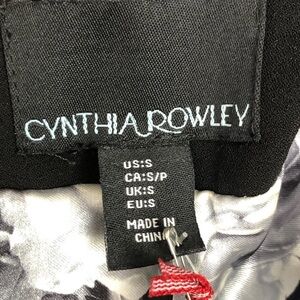 CYNTHIA ROWLEY
US:S
CA:S/P
UK:S
EU:S
MADE IN
CHINA